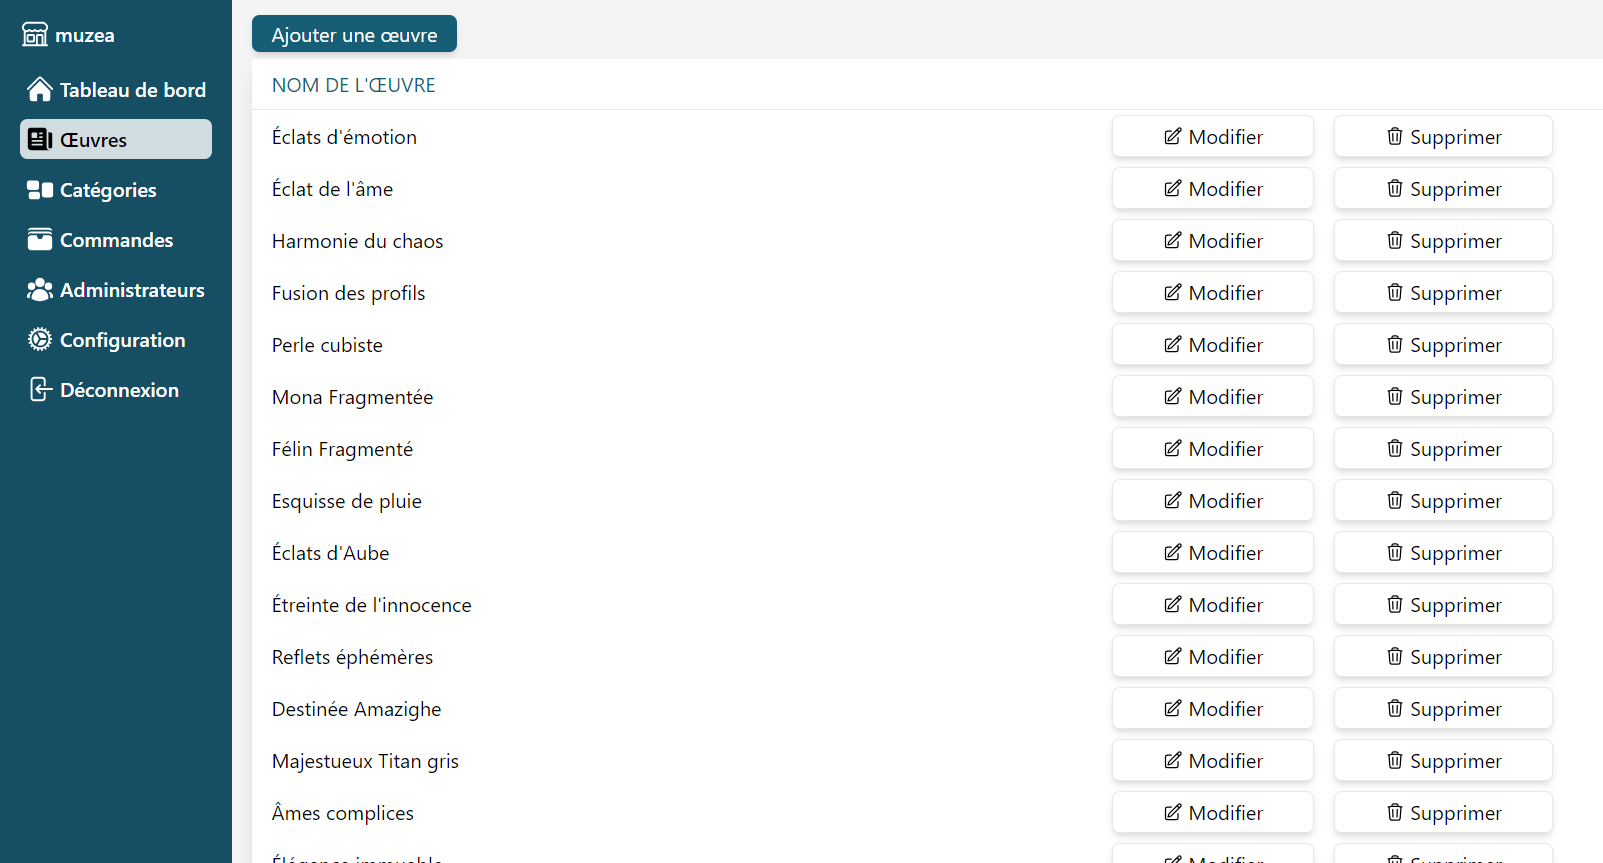 muzea
Tableau de bord
Œuvres
Catégories
Commandes
Administrateurs
Configuration
Déconnexion
Ajouter une œuvre
NOM DE L'ŒUVRE
Éclats d'émotion Modifier Supprimer
Éclat de l'âme Modifier Supprimer
Harmonie du chaos Modifier Supprimer
Fusion des profils Modifier Supprimer
Perle cubiste Modifier Supprimer
Mona Fragmentée Modifier Supprimer
Félin Fragmenté Modifier Supprimer
Esquisse de pluie Modifier Supprimer
Éclats d'Aube Modifier Supprimer
Étreinte de l'innocence Modifier Supprimer
Reflets éphémères Modifier Supprimer
Destinée Amazighe Modifier Supprimer
Majestueux Titan gris Modifier Supprimer
Âmes complices Modifier Supprimer
Élégance immuable Modifier Supprimer